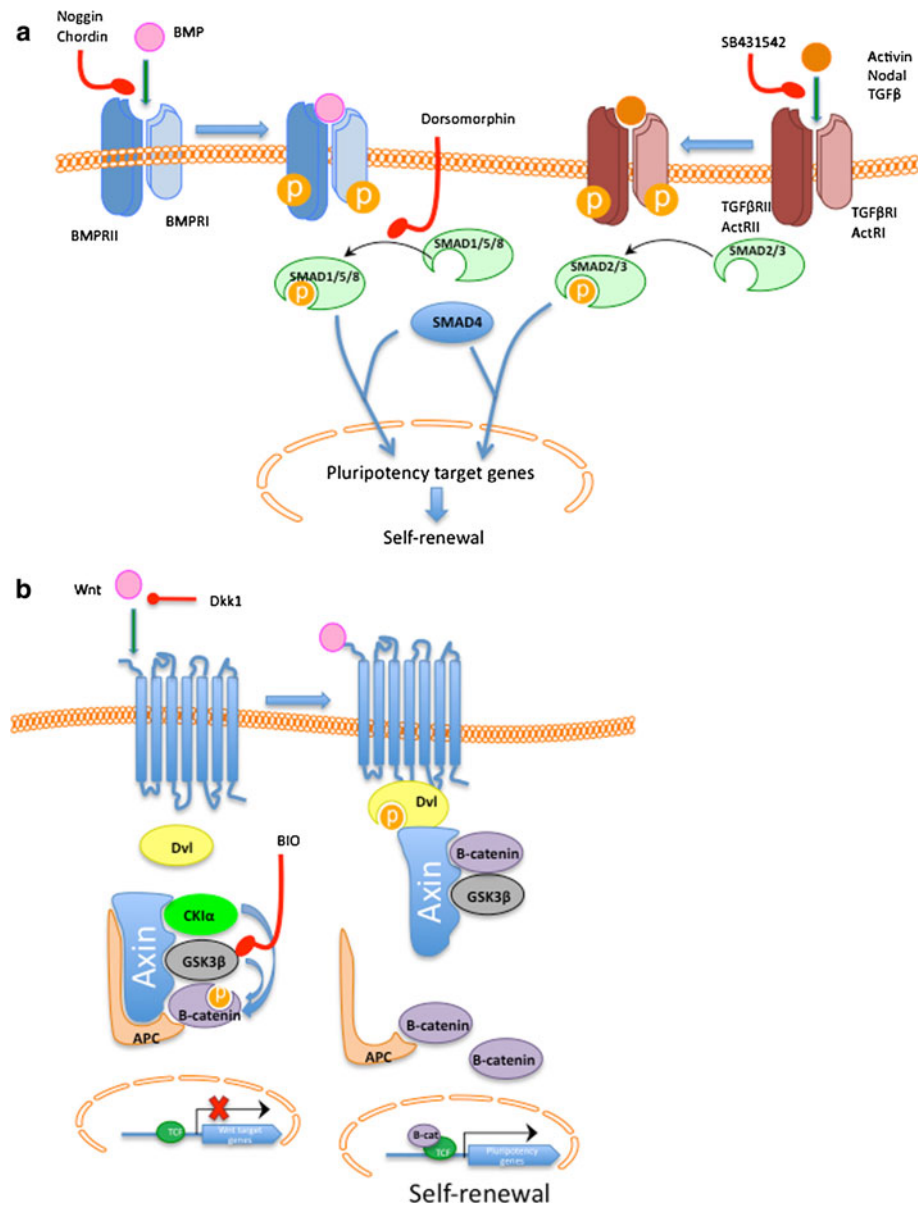 a
Noggin
Chordin
BMP
SB431542
Activin
Nodal
TGFβ
Dorsomorphin
p
p
p
p
BMPRII
BMPRI
TGFβRII
ActRII
TGFβRI
ActRI
SMAD1/5/8
SMAD1/5/8
p
SMAD2/3
p
SMAD2/3
SMAD4
Pluripotency target genes
Self-renewal
b
Wnt
Dkk1
Dvl
BIO
CKIα
Axin
GSK3β
p
B-catenin
APC
TCF
Wnt target
genes
Dvl
p
Axin
B-catenin
GSK3β
B-catenin
APC
B-catenin
B-cat
TCF
Pluripotency
genes
Self-renewal